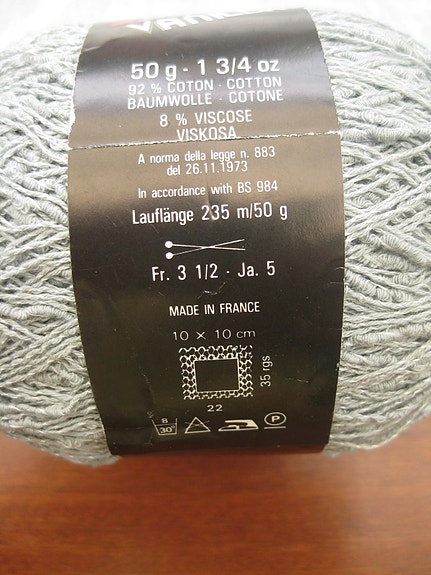 50 g - 1 3/4 oz
92 % COTON · COTTON
BAUMWOLLE · COTONE
8 % VISCOSE
VISKOSA
A norma della legge n. 883
del 26.11.1973
In accordance with BS 984
Lauflänge 235 m/50 g
Fr. 3 1/2 · Ja. 5
MADE IN FRANCE
10 × 10 cm
35 rgs
22
8
30°
P